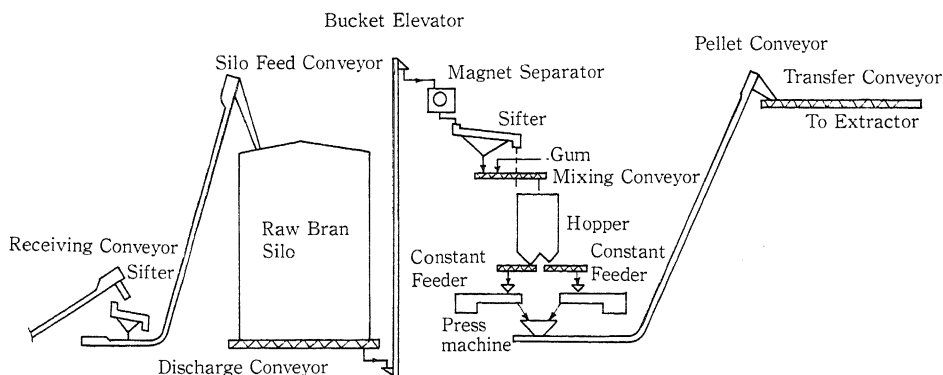 Bucket Elevator
Silo Feed Conveyor
Magnet Separator
Sifter
Gum
Mixing Conveyor
Pellet Conveyor
Transfer Conveyor
To Extractor
Receiving Conveyor
Sifter
Raw Bran
Silo
Hopper
Constant
Feeder
Constant
Feeder
Press
machine
Discharge Conveyor